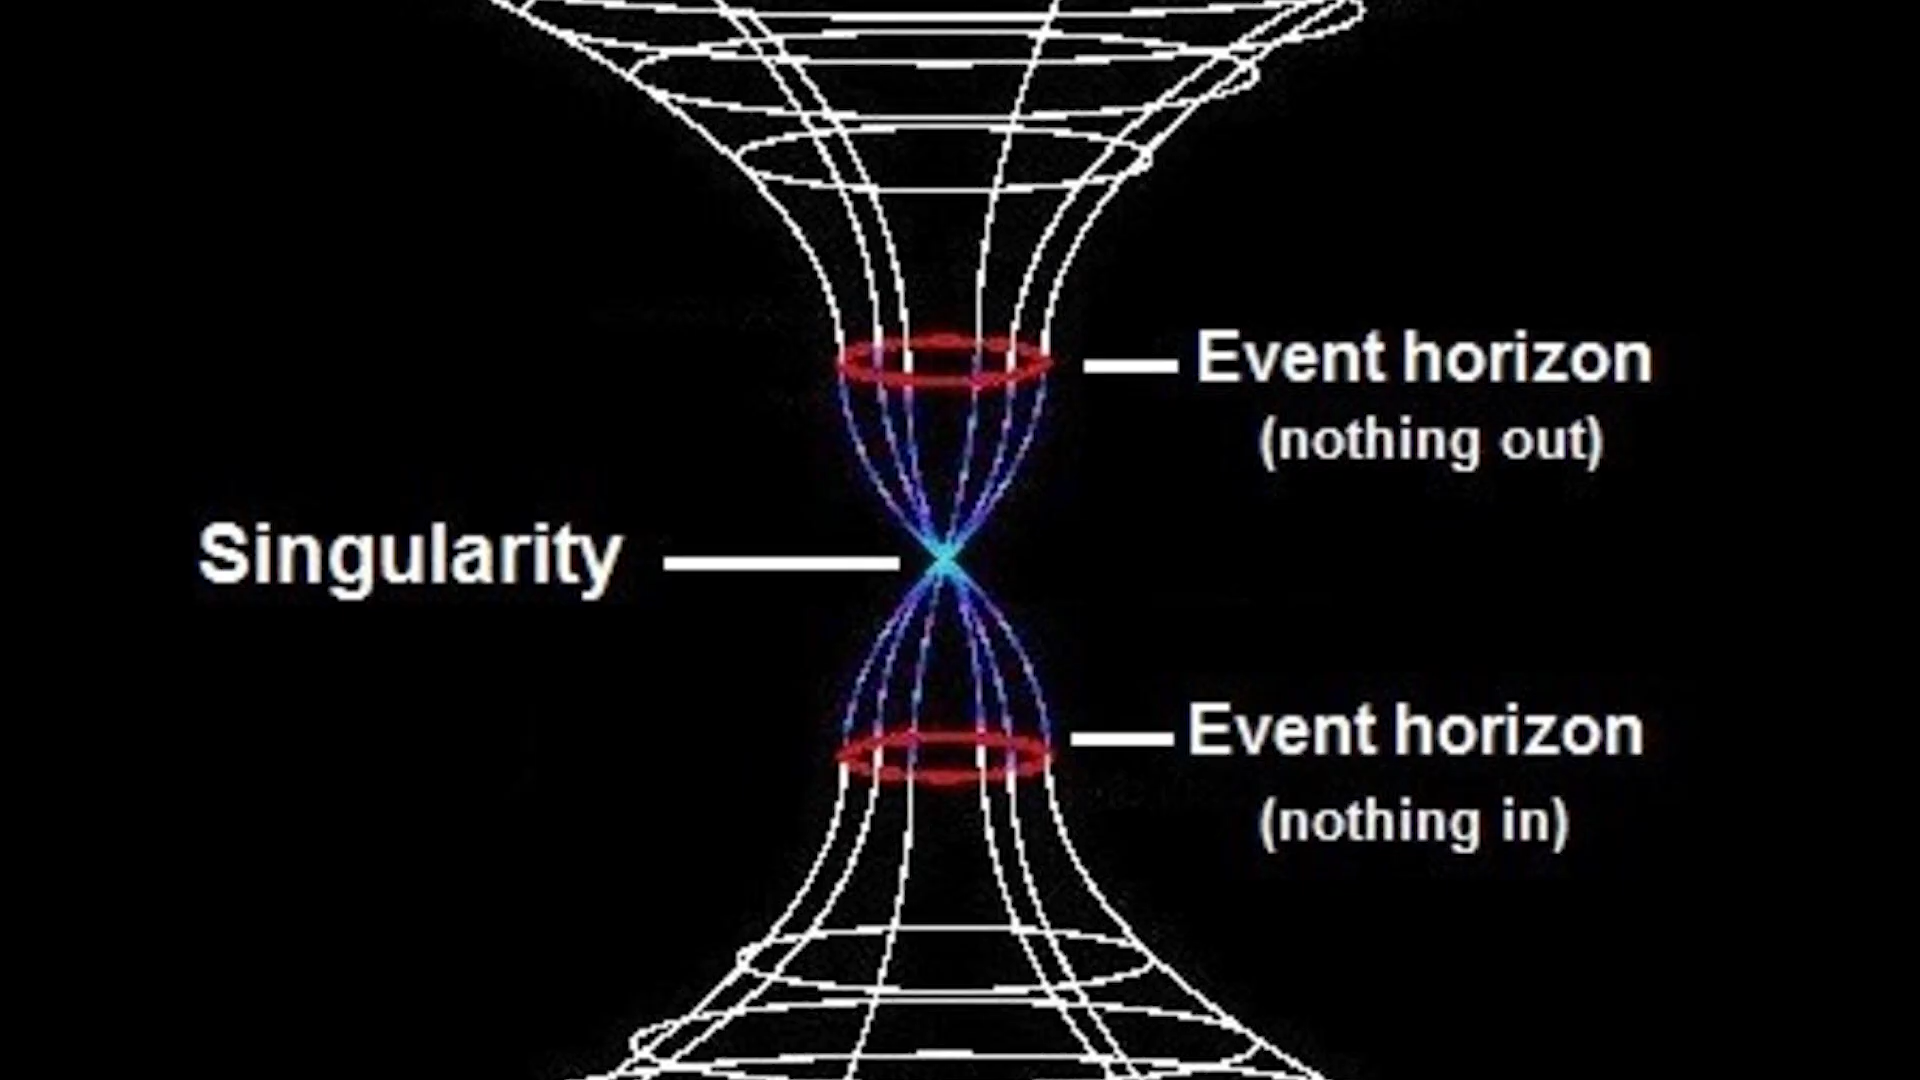 Event horizon
(nothing out)
Singularity
Event horizon
(nothing in)